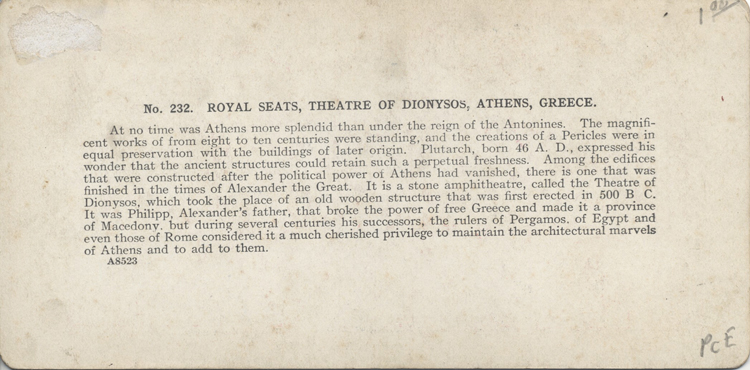 1.00
No. 232. ROYAL SEATS, THEATRE OF DIONYSOS, ATHENS, GREECE.
At no time was Athens more splendid than under the reign of the Antonines. The magnifi-
cent works of from eight to ten centuries were standing, and the creations of a Pericles were in
equal preservation with the buildings of later origin. Plutarch, born 46 A. D., expressed his
wonder that the ancient structures could retain such a perpetual freshness. Among the edifices
that were constructed after the political power of Athens had vanished, there is one that was
finished in the times of Alexander the Great. It is a stone amphitheatre, called the Theatre of
Dionysos, which took the place of an old wooden structure that was first erected in 500 B C.
It was Philipp, Alexander's father, that broke the power of free Greece and made it a province
of Macedony. but during several centuries his successors, the rulers of Pergamos. of Egypt and
even those of Rome considered it a much cherished privilege to maintain the architectural marvels
of Athens and to add to them.
A8523
PCE